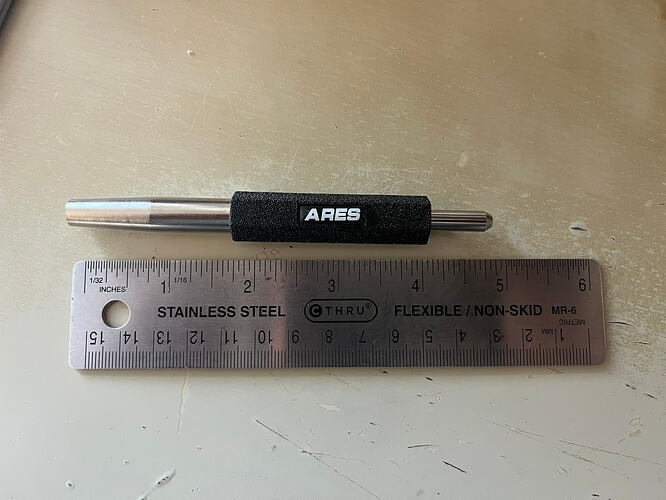 ARES
1/32 1 1/16 2 3 4 5 6
INCHES
STAINLESS STEEL C THRU® FLEXIBLE / NON-SKID MR-6
METRIC
15 14 13 12 11 10 9 8 7 6 5 4 3 2 MM 1